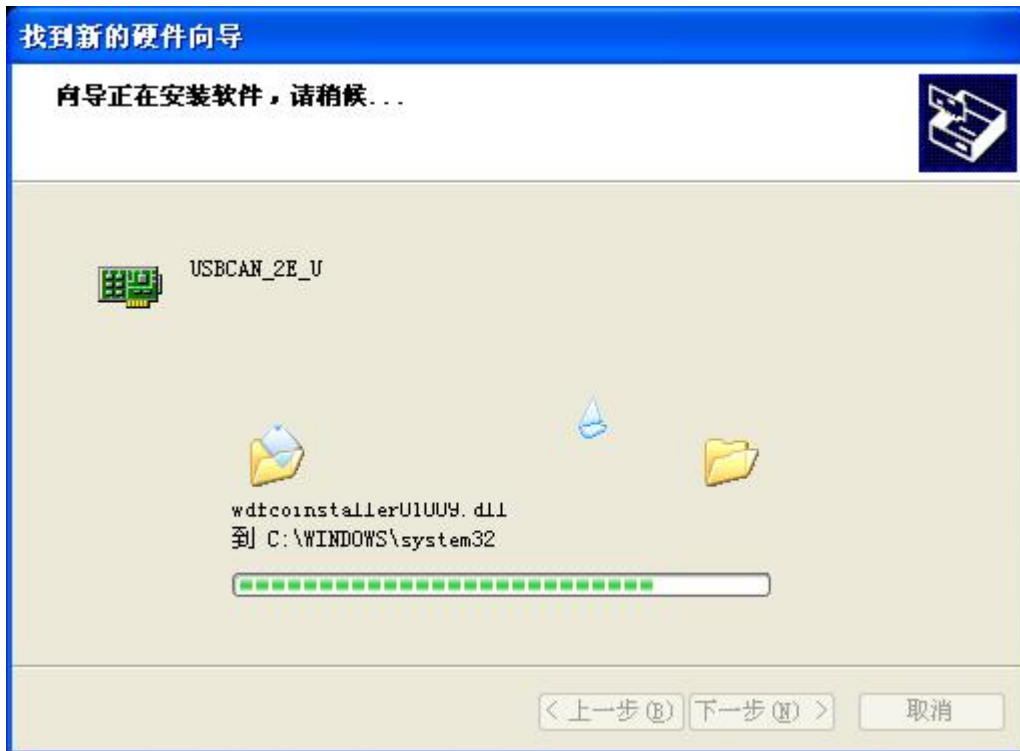 找到新的硬件向导
向导正在安装软件，请稍候...
USBCAN_2E_U
wdfcoinstaller01009.dll
到 C:\WINDOWS\system32
< 上一步(B)
下一步(N) >
取消